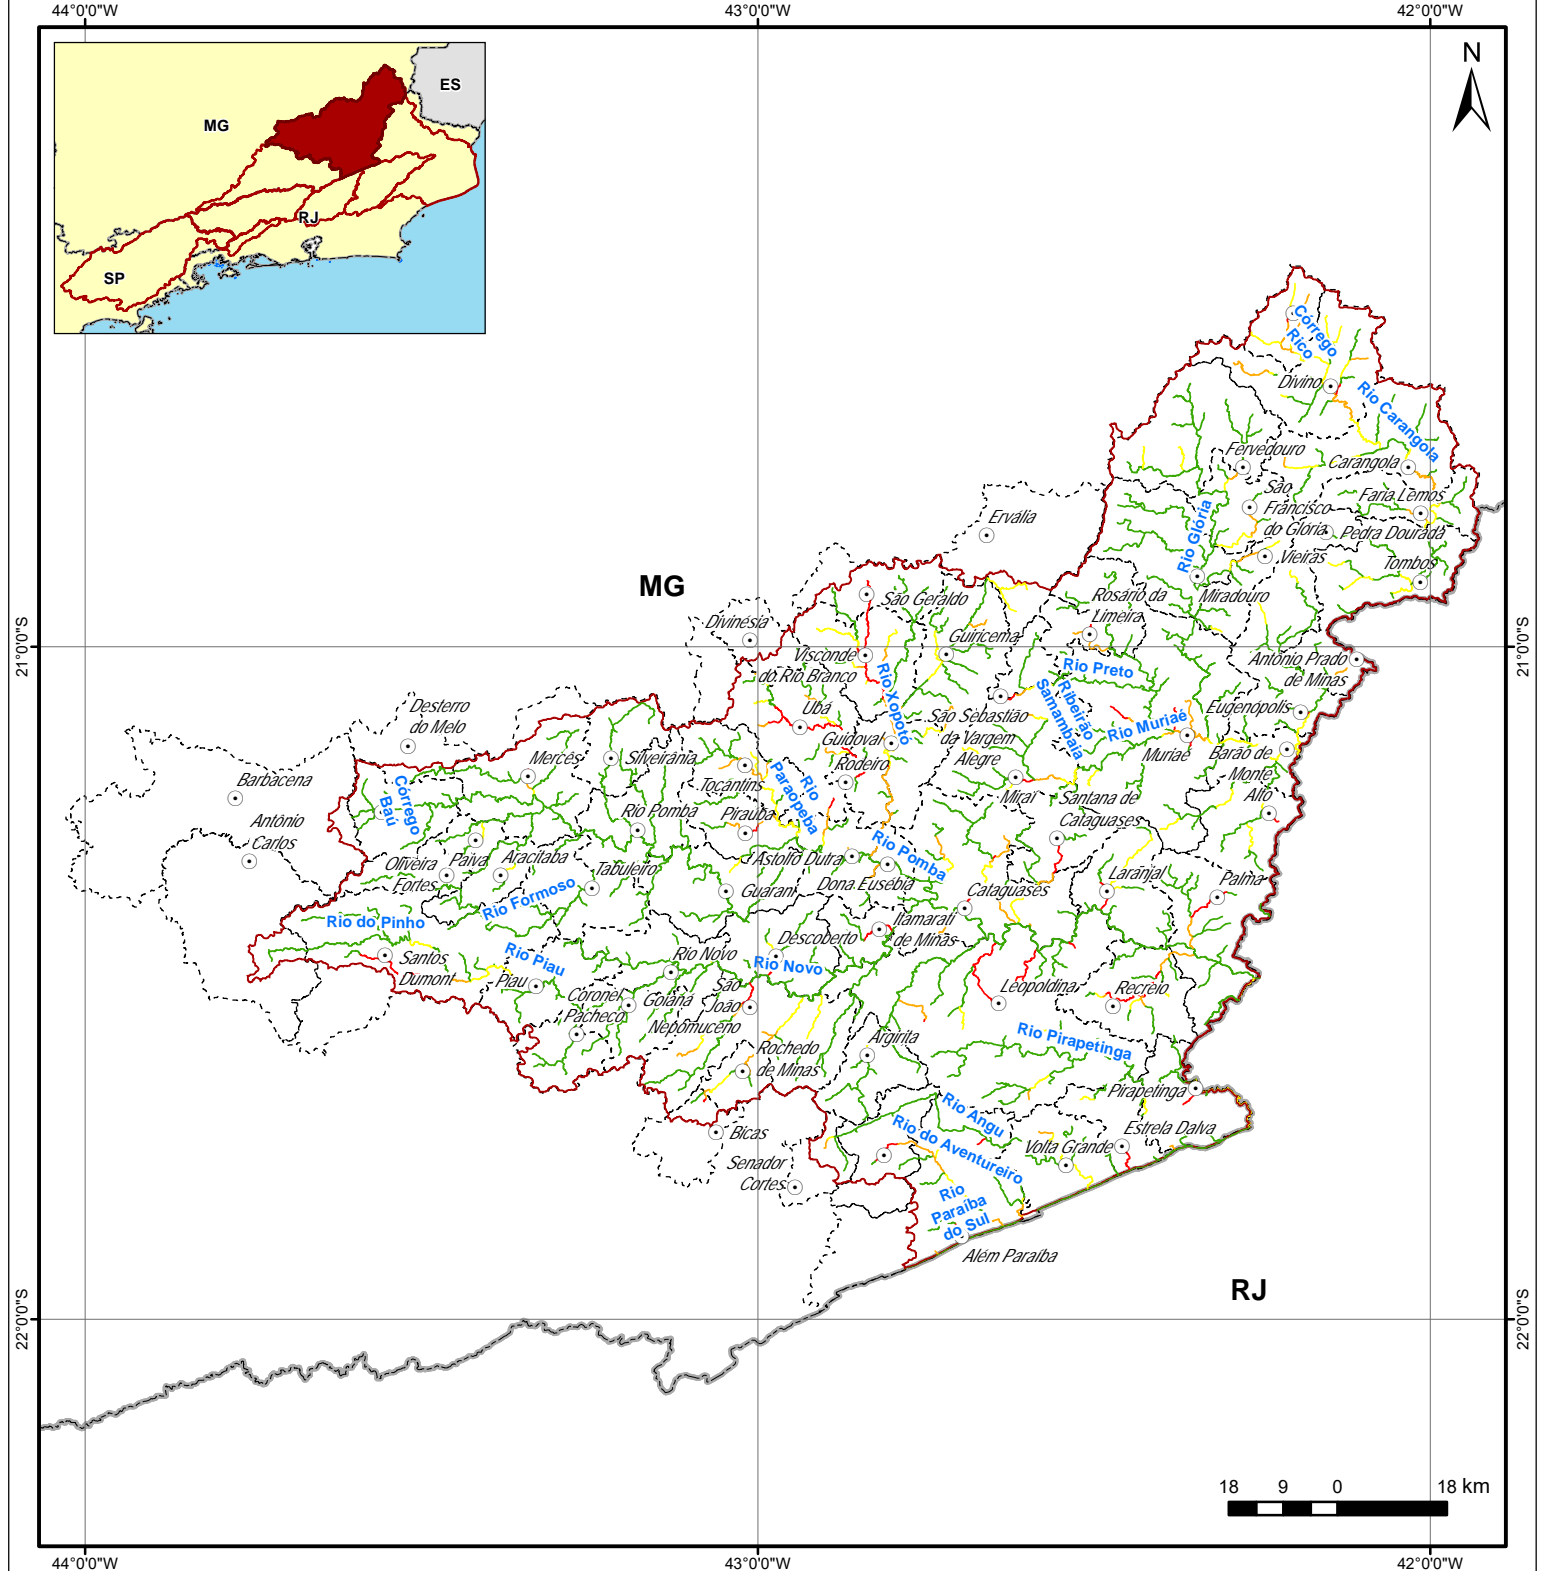 44°0'0"W
43°0'0"W
42°0'0"W
ES
MG
RJ
SP
N
Córrego
Rico
Divino
Rio Carangola
Fervedouro
Carangola
São
Francisco
do Glória
Faria Lemos
Rio Glória
Pedra Dourada
Ervália
Vieiras
Tombos
MG
Miradouro
São Geraldo
Rosário da
Limeira
Divinésia
Guiricema
21°0'0"S
21°0'0"S
Visconde
do Rio Branco
Rio Preto
Antônio Prado
de Minas
Rio Xopotó
Ribeirão
Samambaia
Desterro
do Melo
Ubá
São Sebastião
da Vargem
Alegre
Eugenópolis
Rio Muriaé
Guidoval
Muriaé
Barão de
Monte
Alto
Mercês
Silveirânia
Rodeiro
Tocantins
Rio
Paraopeba
Miraí
Barbacena
Córrego
Baú
Santana de
Cataguases
Rio Pomba
Piraúba
Antônio
Carlos
Rio Pomba
Oliveira
Fortes
Paiva
Aracitaba
Tabuleiro
Astolfo Dutra
Dona Eusébia
Guarani
Cataguases
Laranjal
Palma
Rio Formoso
Rio do Pinho
Itamarati
de Minas
Descoberto
Santos
Dumont
Rio Piau
Piau
Rio Novo
Rio Novo
Coronel
Pacheco
Goianá
São
João
Nepomuceno
Leopoldina
Recreio
Argirita
Rio Pirapetinga
Rochedo
de Minas
Pirapetinga
Rio Angu
Bicas
Rio do Aventureiro
Volta Grande
Estrela Dalva
Senador
Cortes
Rio
Paraíba
do Sul
Além Paraíba
RJ
22°0'0"S
22°0'0"S
18 9 0 18 km
44°0'0"W
43°0'0"W
42°0'0"W